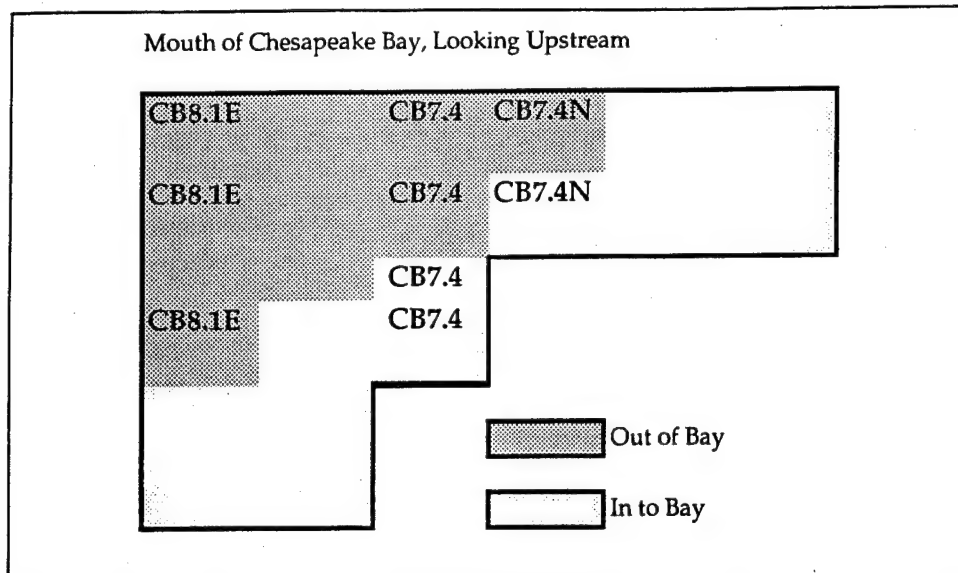 Mouth of Chesapeake Bay, Looking Upstream
CB8.1E CB7.4 CB7.4N
CB8.1E CB7.4 CB7.4N
CB7.4
CB8.1E CB7.4
Out of Bay
In to Bay